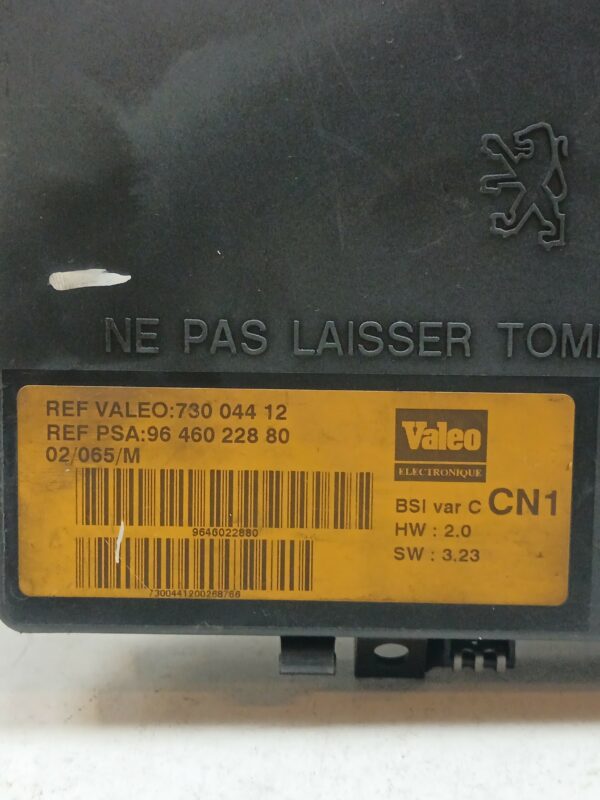 NE PAS LAISSER TOM
REF VALEO:730 044 12
REF PSA:96 460 228 80
02/065/M
9646022880
7300441200268766
Valeo
ELECTRONIQUE
BSI var C CN1
HW : 2.0
SW : 3.23